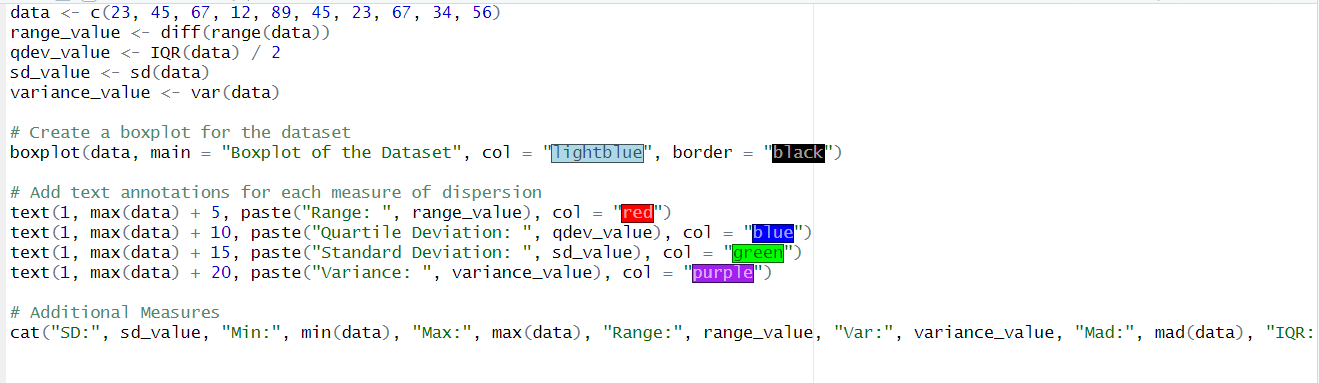 data <- c(23, 45, 67, 12, 89, 45, 23, 67, 34, 56)
range_value <- diff(range(data))
qdev_value <- IQR(data) / 2
sd_value <- sd(data)
variance_value <- var(data)
# Create a boxplot for the dataset
boxplot(data, main = "Boxplot of the Dataset", col = "lightblue", border = "black")
# Add text annotations for each measure of dispersion
text(1, max(data) + 5, paste("Range: ", range_value), col = "red")
text(1, max(data) + 10, paste("Quartile Deviation: ", qdev_value), col = "blue")
text(1, max(data) + 15, paste("Standard Deviation: ", sd_value), col = "green")
text(1, max(data) + 20, paste("Variance: ", variance_value), col = "purple")
# Additional Measures
cat("SD:", sd_value, "Min:", min(data), "Max:", max(data), "Range:", range_value, "Var:", variance_value, "Mad:", mad(data), "IQR: